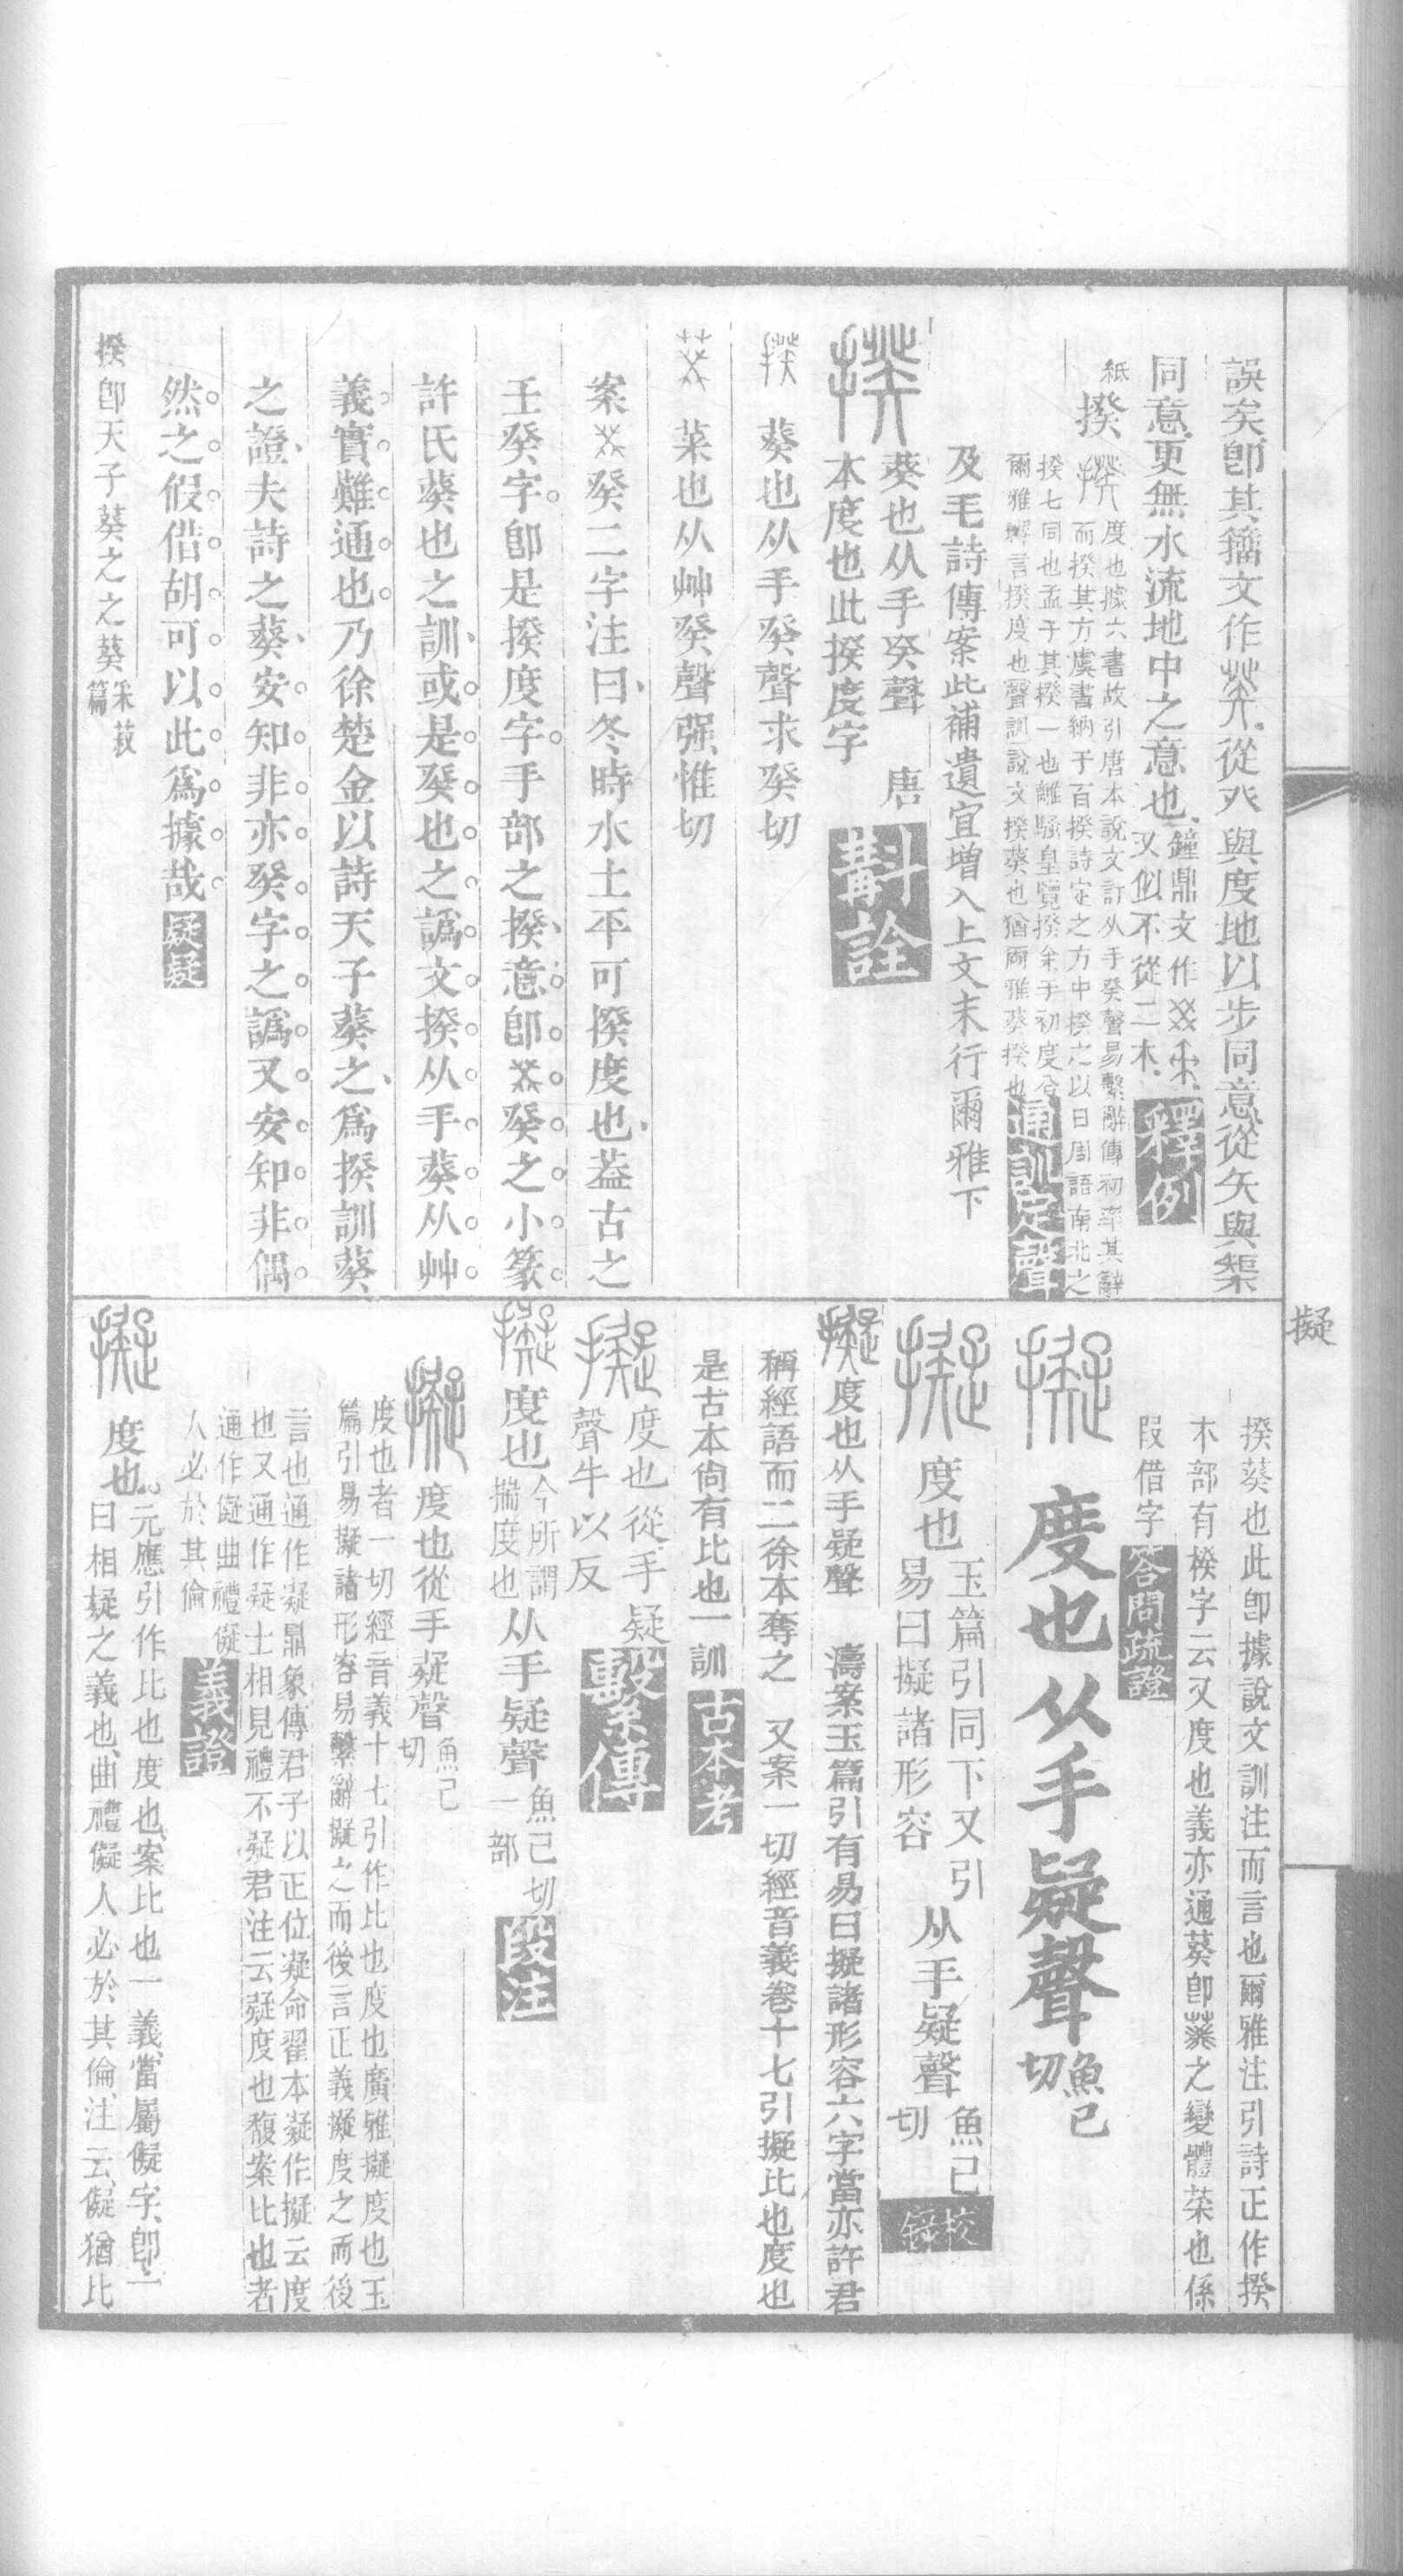 誤矣卽其籒文作𤼩從癶與度地以步同意從矢與榘
同意更無水流地中之意也
鐘鼎文作
又似不從二木
釋例
紙
揆
度也據六書故引唐本說文訂从手癸聲易繫辭傳初率其辭
而揆其方虞書納于百揆詩定之方中揆之以日周語南北之
揆七同也孟子其揆一也離騷皇覽揆余于初度兮
爾雅釋言揆度也聲訓說文揆葵也猶爾雅葵揆也
通訓定聲
及毛詩傳案此補遺宜增入上文末行爾雅下
葵也从手癸聲 唐
本度也此揆度字
斠詮
葵也从手癸聲求癸切
菜也从艸癸聲彊惟切
案癸二字注曰冬時水土平可揆度也葢古之
壬癸字卽是揆度字手部之揆意卽癸之小篆
許氏葵也之訓或是癸也之譌文揆从手葵从艸
義實難通也乃徐楚金以詩天子葵之爲揆訓葵
之證夫詩之葵安知非亦癸字之譌又安知非偶
然之假借胡可以此爲據哉
疑疑
揆卽天子葵之之葵
采菽
篇
擬
揆葵也此卽據說文訓注而言也爾雅注引詩正作揆
木部有楑字云又度也義亦通葵卽𦺗之變體菜也係
叚借字
答問疏證
度也从手疑聲
魚已
切
度也
玉篇引同下又引
易曰擬諸形容
从手疑聲
魚已
切
校錄
度也从手疑聲 濤案玉篇引有易曰擬諸形容六字當亦許君
稱經語而二徐本奪之 又案一切經音義卷十七引擬比也度也
是古本尙有比也一訓
古本考
度也從手疑
聲牛以反
繫傳
度也
今所謂
揣度也
从手疑聲
魚己切
一部
段注
度也從手疑聲
魚己
切
度也者一切經音義十七引作比也度也廣雅擬度也玉
篇引易擬諸形容易繫辭擬之而後言正義擬度之而後
言也通作凝鼎象傳君子以正位凝命翟本凝作擬云度
也又通作疑士相見禮不疑君注云疑度也馥案比也者
通作儗曲禮儗
人必於其倫
義證
度也
元應引作比也度也案比也一義當屬儗字卽一
曰相疑之義也曲禮儗人必於其倫注云儗猶比